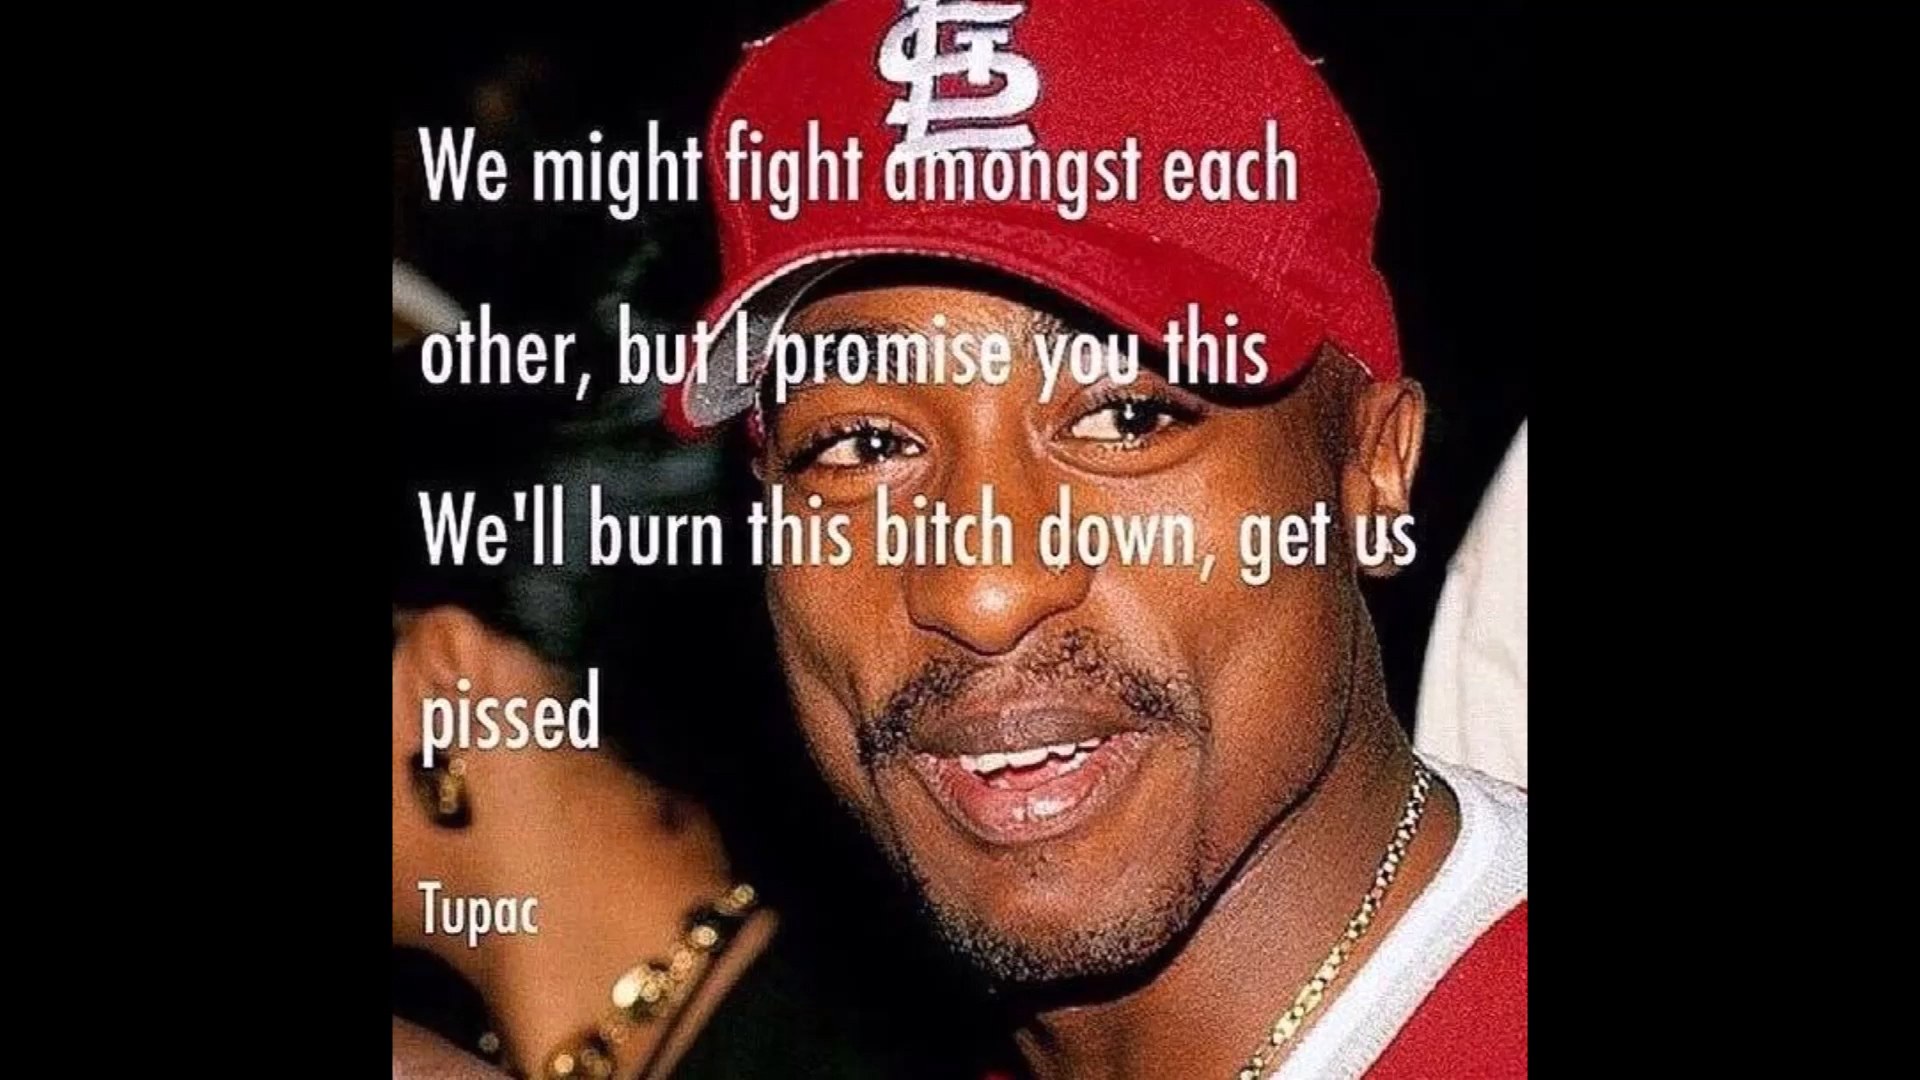 STL
We might fight amongst each
other, but I promise you this
We'll burn this bitch down, get us
pissed
Tupac